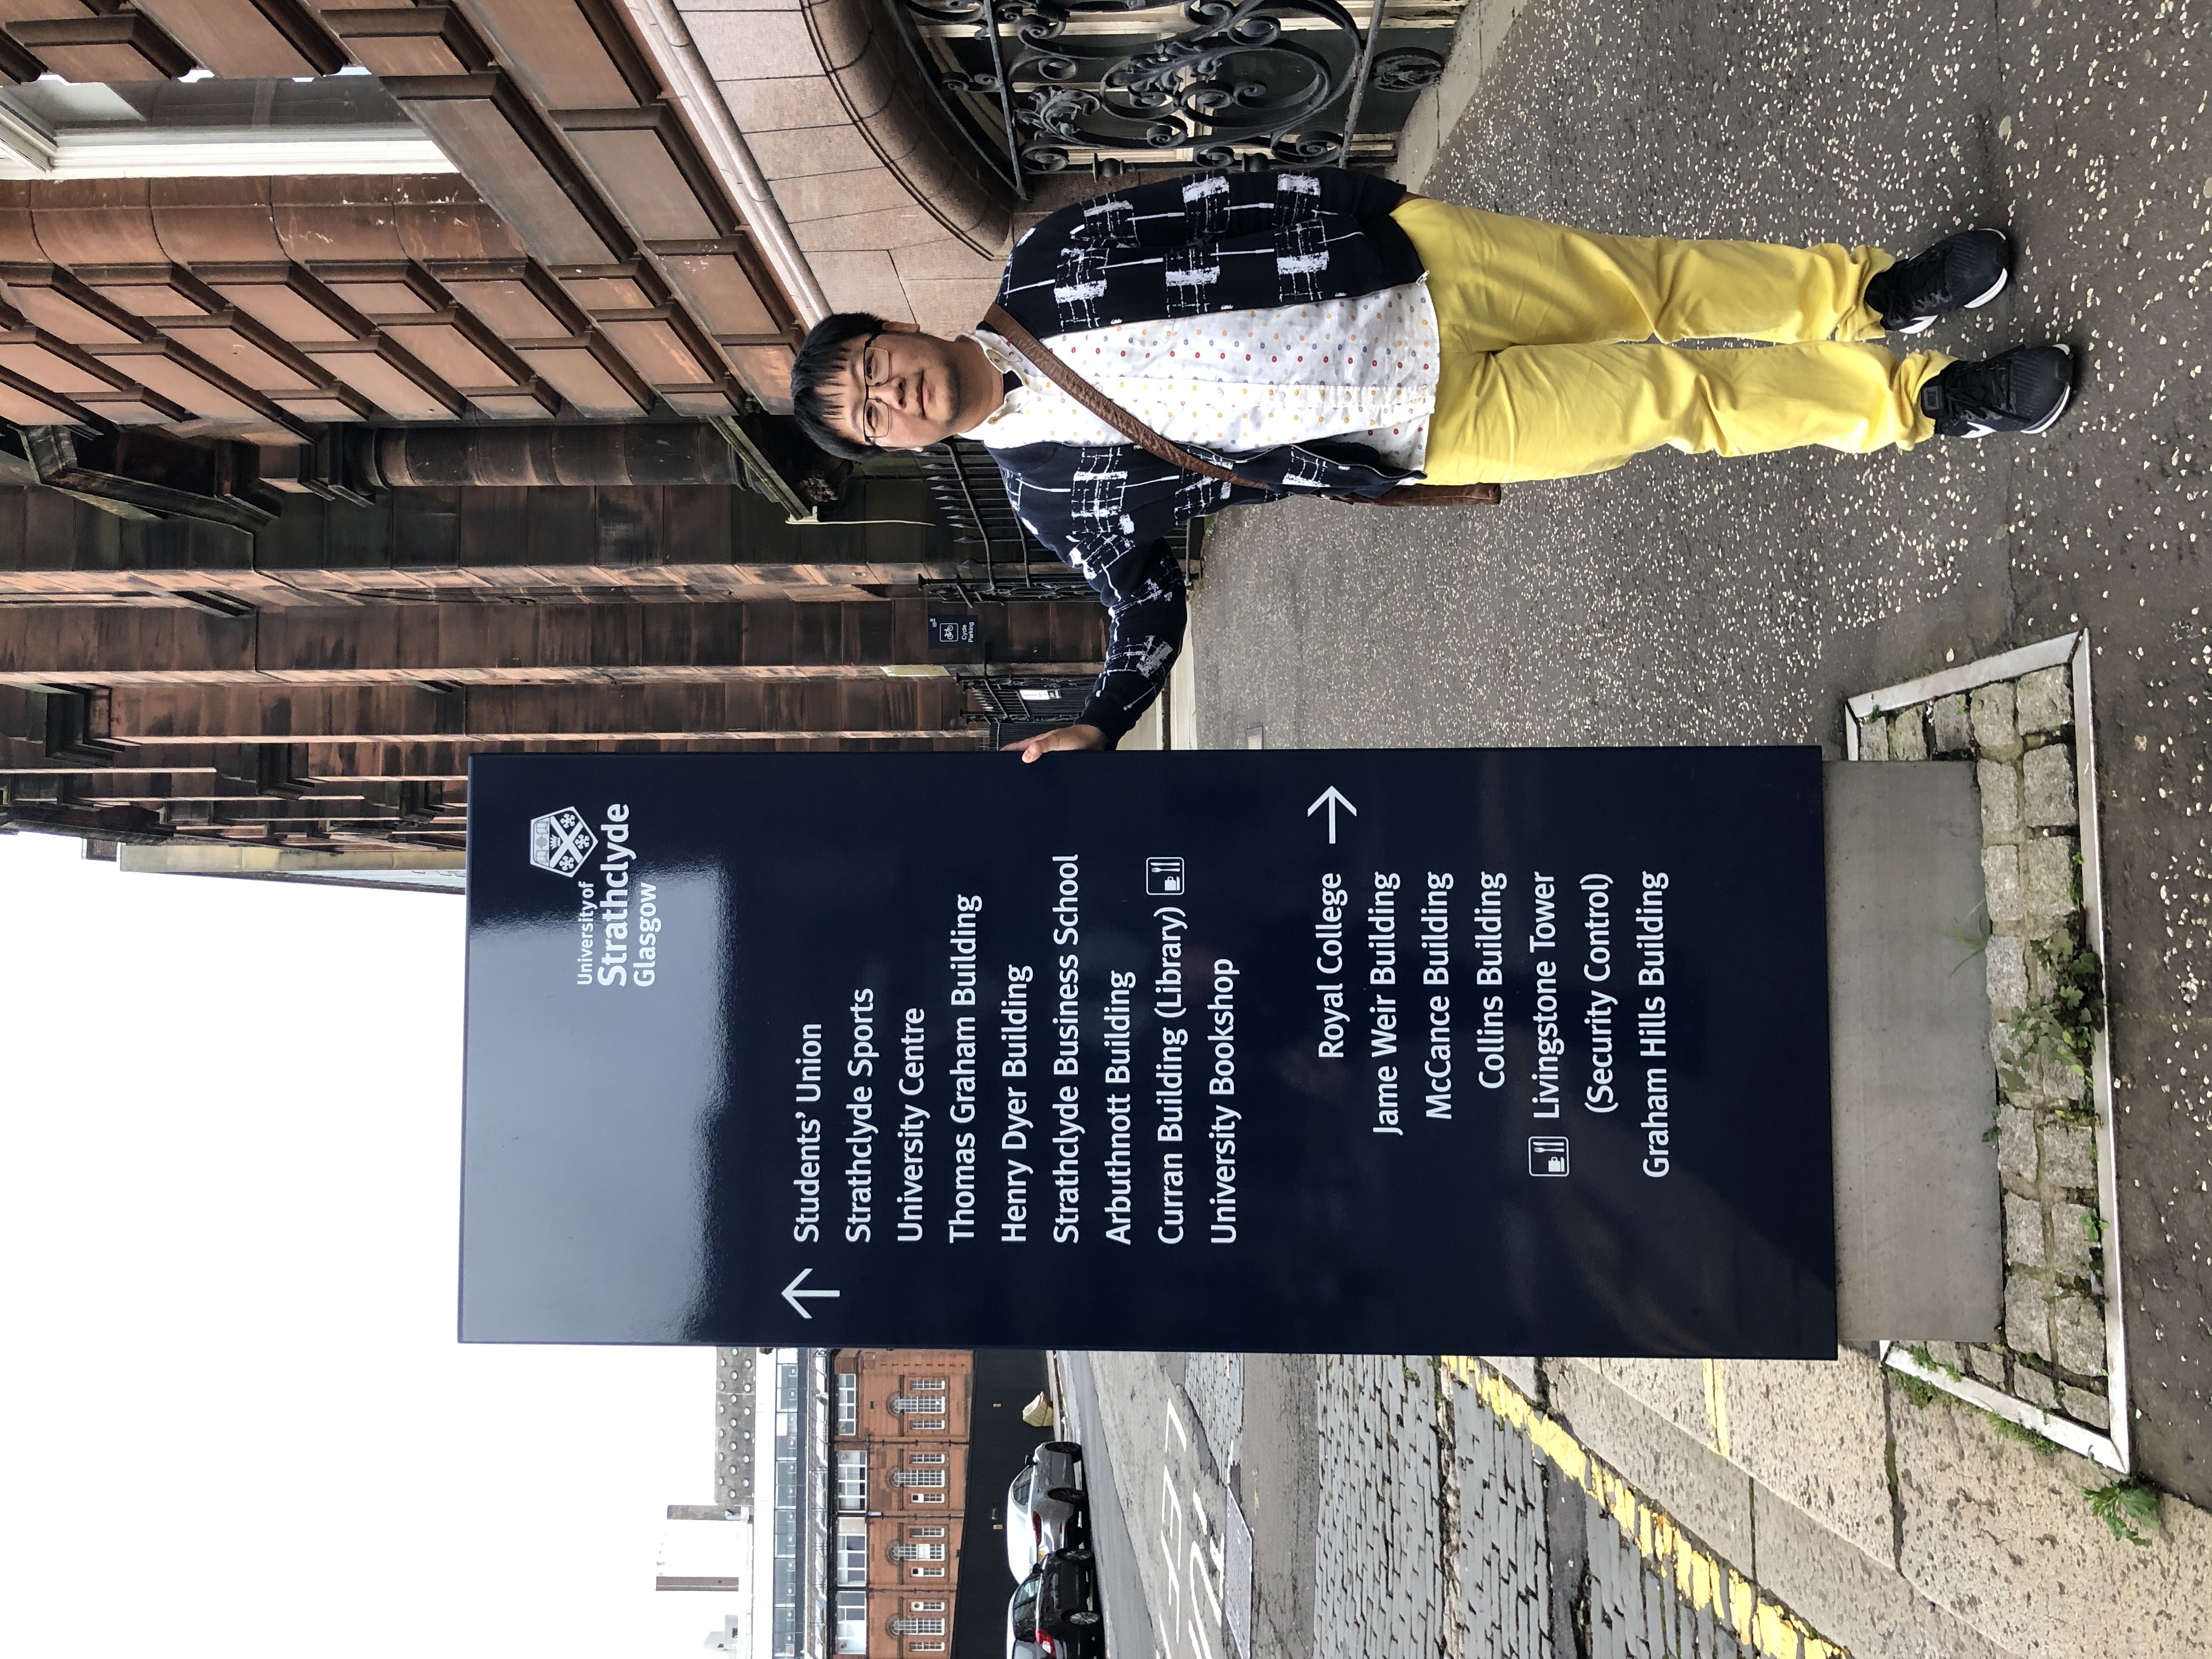 University of
Strathclyde
Glasgow
Students' Union
Strathclyde Sports
University Centre
Thomas Graham Building
Henry Dyer Building
Strathclyde Business School
Arbuthnott Building
Curran Building (Library)
University Bookshop
Royal College
Jame Weir Building
McCance Building
Collins Building
Livingstone Tower
(Security Control)
Graham Hills Building
Cycle
Parking